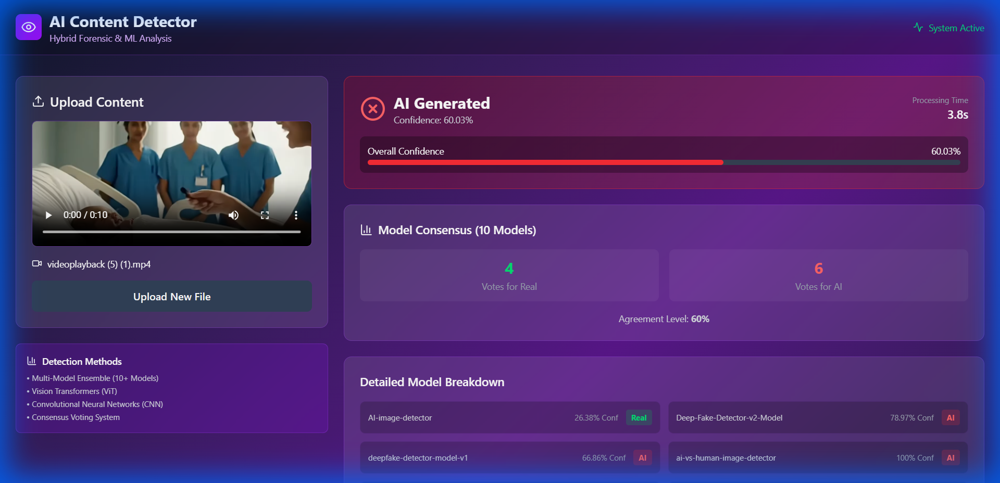 AI Content Detector
Hybrid Forensic & ML Analysis
System Active
Upload Content
0:00 / 0:10
videoplayback (5) (1).mp4
Upload New File
Detection Methods
• Multi-Model Ensemble (10+ Models)
• Vision Transformers (ViT)
• Convolutional Neural Networks (CNN)
• Consensus Voting System
AI Generated
Confidence: 60.03%
Processing Time
3.8s
Overall Confidence
60.03%
Model Consensus (10 Models)
4
Votes for Real
6
Votes for AI
Agreement Level: 60%
Detailed Model Breakdown
AI-image-detector 26.38% Conf Real
Deep-Fake-Detector-v2-Model 78.97% Conf AI
deepfake-detector-model-v1 66.86% Conf AI
ai-vs-human-image-detector 100% Conf AI